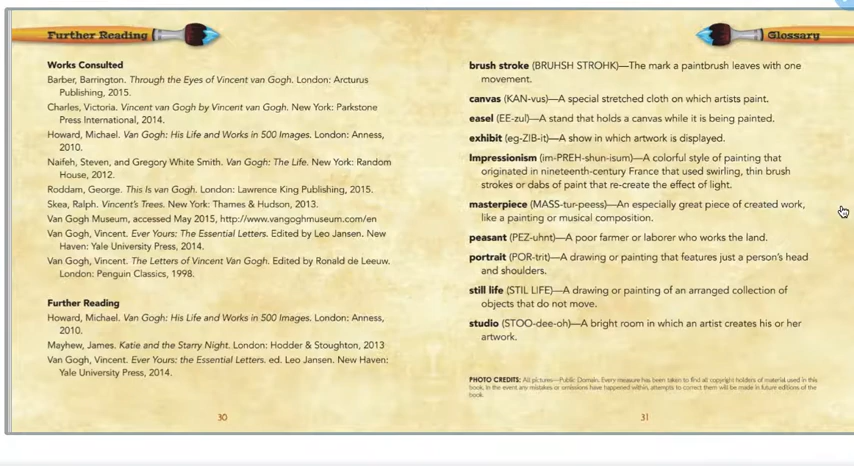 Further Reading
Works Consulted
Barber, Barrington. Through the Eyes of Vincent van Gogh. London: Arcturus
Publishing, 2015.
Charles, Victoria. Vincent van Gogh by Vincent van Gogh. New York: Parkstone
Press International, 2014.
Howard, Michael. Van Gogh: His Life and Works in 500 Images. London: Anness,
2010.
Naifeh, Steven, and Gregory White Smith. Van Gogh: The Life. New York: Random
House, 2012.
Roddam, George. This Is van Gogh. London: Lawrence King Publishing, 2015.
Skea, Ralph. Vincent's Trees. New York: Thames & Hudson, 2013.
Van Gogh Museum, accessed May 2015, http://www.vangoghmuseum.com/en
Van Gogh, Vincent. Ever Yours: The Essential Letters. Edited by Leo Jansen. New
Haven: Yale University Press, 2014.
Van Gogh, Vincent. The Letters of Vincent Van Gogh. Edited by Ronald de Leeuw.
London: Penguin Classics, 1998.
Further Reading
Howard, Michael. Van Gogh: His Life and Works in 500 Images. London: Anness,
2010.
Mayhew, James. Katie and the Starry Night. London: Hodder & Stoughton, 2013
Van Gogh, Vincent. Ever Yours: the Essential Letters. ed. Leo Jansen. New Haven:
Yale University Press, 2014.
30
Glossary
brush stroke (BRUHSH STROHK)—The mark a paintbrush leaves with one
movement.
canvas (KAN-vus)—A special stretched cloth on which artists paint.
easel (EE-zul)—A stand that holds a canvas while it is being painted.
exhibit (eg-ZIB-it)—A show in which artwork is displayed.
Impressionism (im-PREH-shun-isum)—A colorful style of painting that
originated in nineteenth-century France that used swirling, thin brush
strokes or dabs of paint that re-create the effect of light.
masterpiece (MASS-tur-peess)—An especially great piece of created work,
like a painting or musical composition.
peasant (PEZ-uhnt)—A poor farmer or laborer who works the land.
portrait (POR-trit)—A drawing or painting that features just a person's head
and shoulders.
still life (STIL LIFE)—A drawing or painting of an arranged collection of
objects that do not move.
studio (STOO-dee-oh)—A bright room in which an artist creates his or her
artwork.
PHOTO CREDITS: All pictures—Public Domain. Every measure has been taken to find all copyright holders of material used in this
book. In the event any mistakes or omissions have happened within, attempts to correct them will be made in future editions of the
book.
31